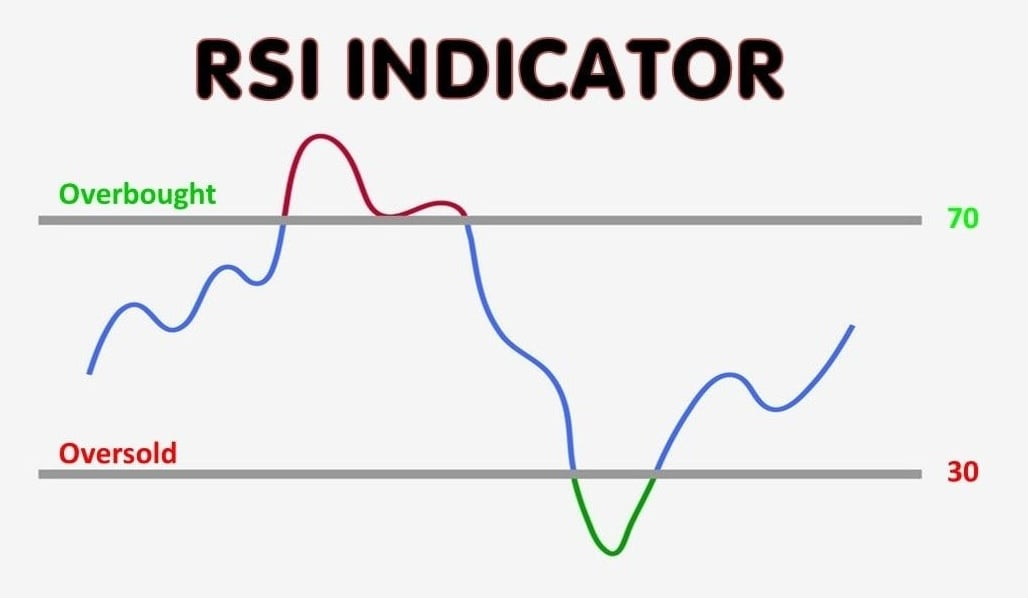 RSI INDICATOR
Overbought
70
Oversold
30